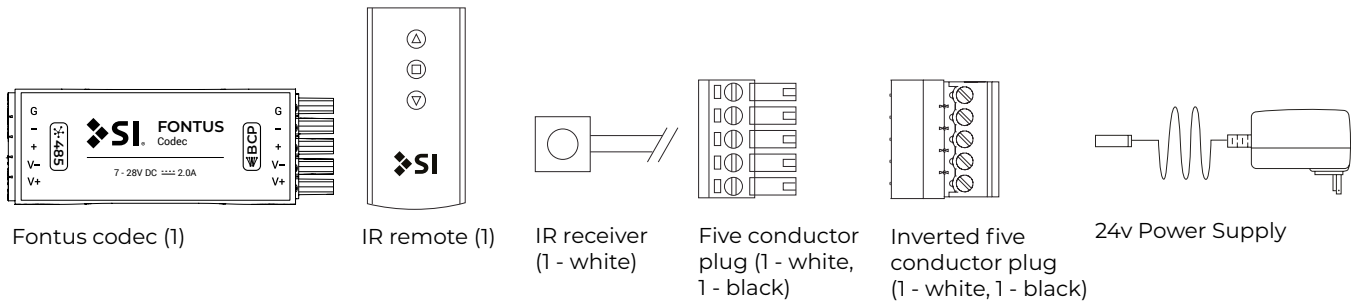 G
–
+
V–
V+
485
SI®
FONTUS
Codec
7 - 28V DC ⎓ 2.0A
BCP
G
–
+
V–
V+
SI
Fontus codec (1)
IR remote (1)
IR receiver
(1 - white)
Five conductor
plug (1 - white,
1 - black)
Inverted five
conductor plug
(1 - white, 1 - black)
24v Power Supply